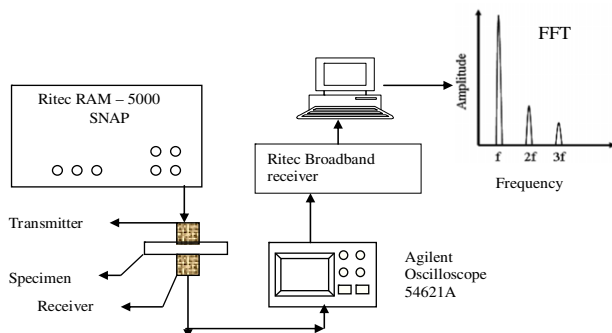 Ritec RAM – 5000
SNAP
Transmitter
Specimen
Receiver
Ritec Broadband
receiver
Agilent
Oscilloscope
54621A
FFT
Amplitude
f 2f 3f
Frequency